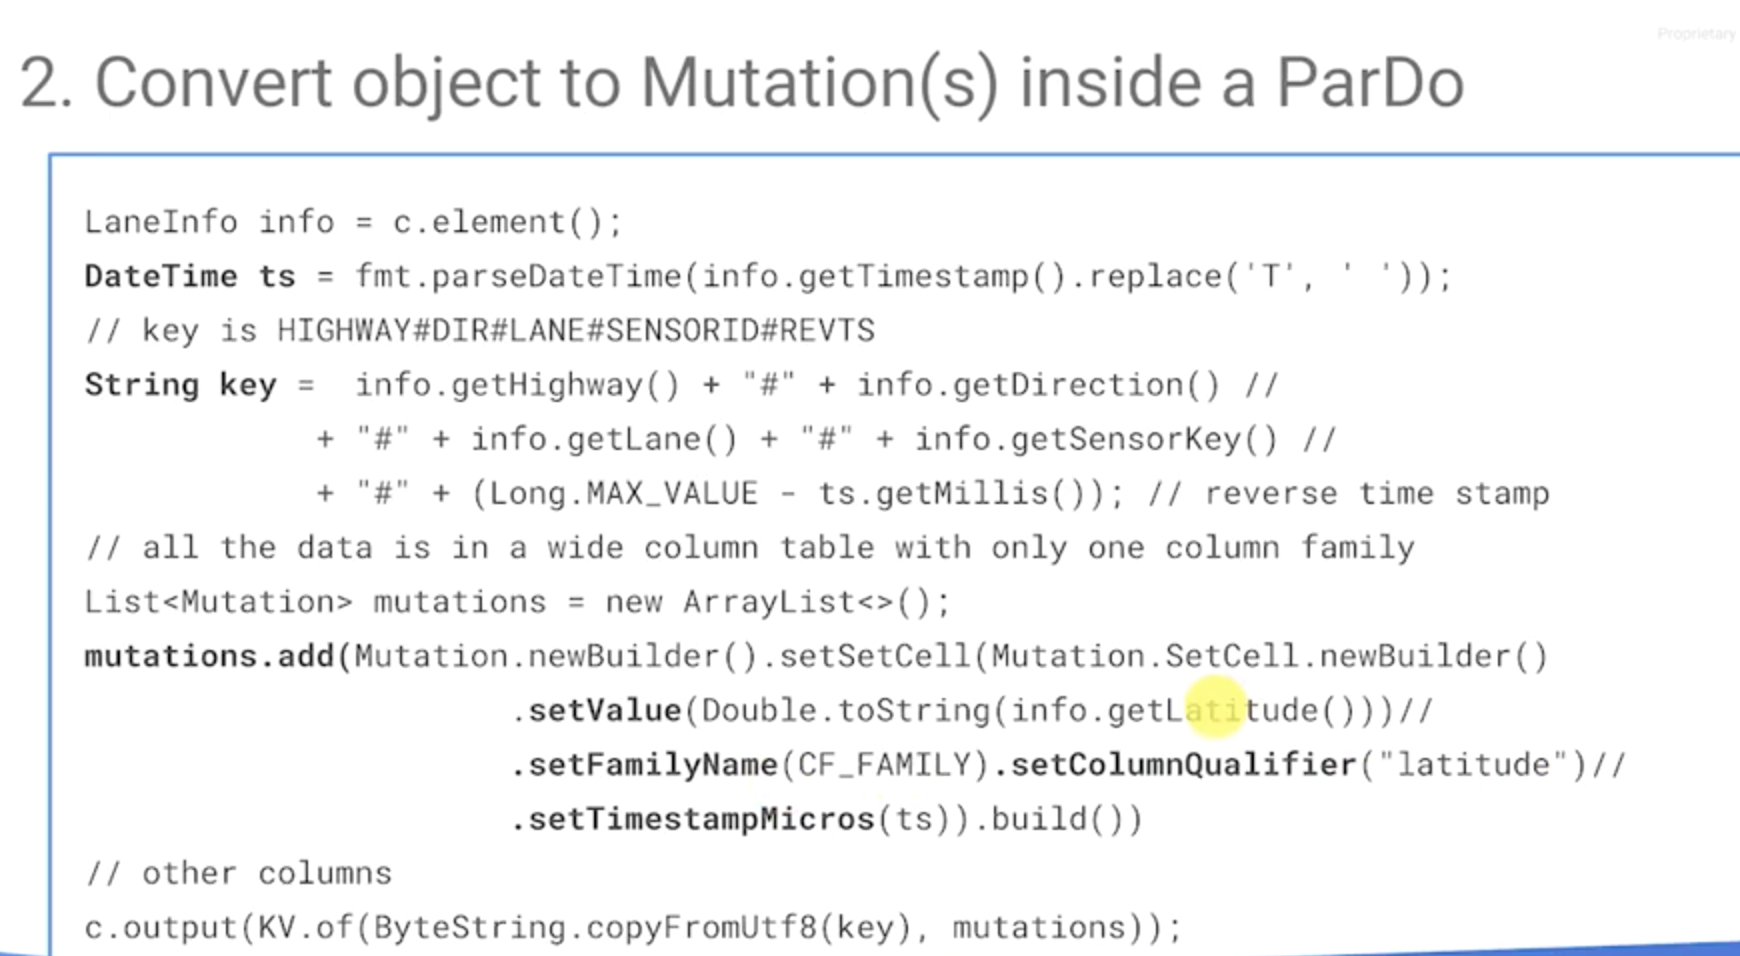 Proprietary
2. Convert object to Mutation(s) inside a ParDo
LaneInfo info = c.element();
DateTime ts = fmt.parseDateTime(info.getTimestamp().replace('T', ' '));
// key is HIGHWAY#DIR#LANE#SENSORID#REVTS
String key =  info.getHighway() + "#" + info.getDirection() //
            + "#" + info.getLane() + "#" + info.getSensorKey() //
            + "#" + (Long.MAX_VALUE - ts.getMillis()); // reverse time stamp
// all the data is in a wide column table with only one column family
List<Mutation> mutations = new ArrayList<>();
mutations.add(Mutation.newBuilder().setSetCell(Mutation.SetCell.newBuilder()
                      .setValue(Double.toString(info.getLatitude()))//
                      .setFamilyName(CF_FAMILY).setColumnQualifier("latitude")//
                      .setTimestampMicros(ts)).build())
// other columns
c.output(KV.of(ByteString.copyFromUtf8(key), mutations));